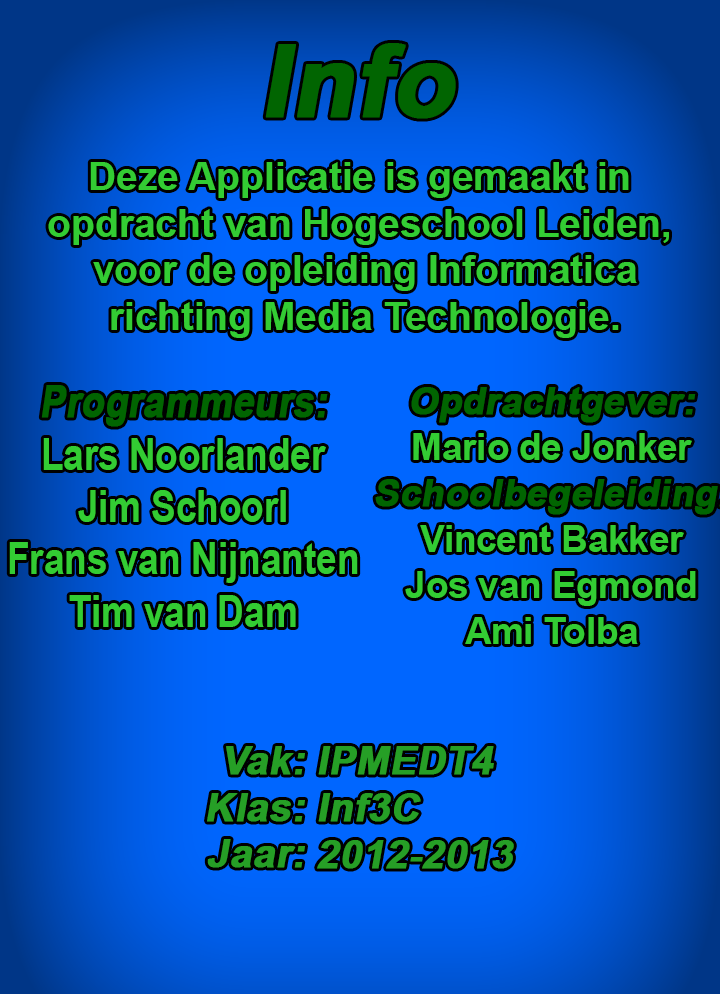 Info
Deze Applicatie is gemaakt in
opdracht van Hogeschool Leiden,
voor de opleiding Informatica
richting Media Technologie.
Programmeurs:
Lars Noorlander
Jim Schoorl
Frans van Nijnanten
Tim van Dam
Opdrachtgever:
Mario de Jonker
Schoolbegeleiding:
Vincent Bakker
Jos van Egmond
Ami Tolba
Vak: IPMEDT4
Klas: Inf3C
Jaar: 2012-2013